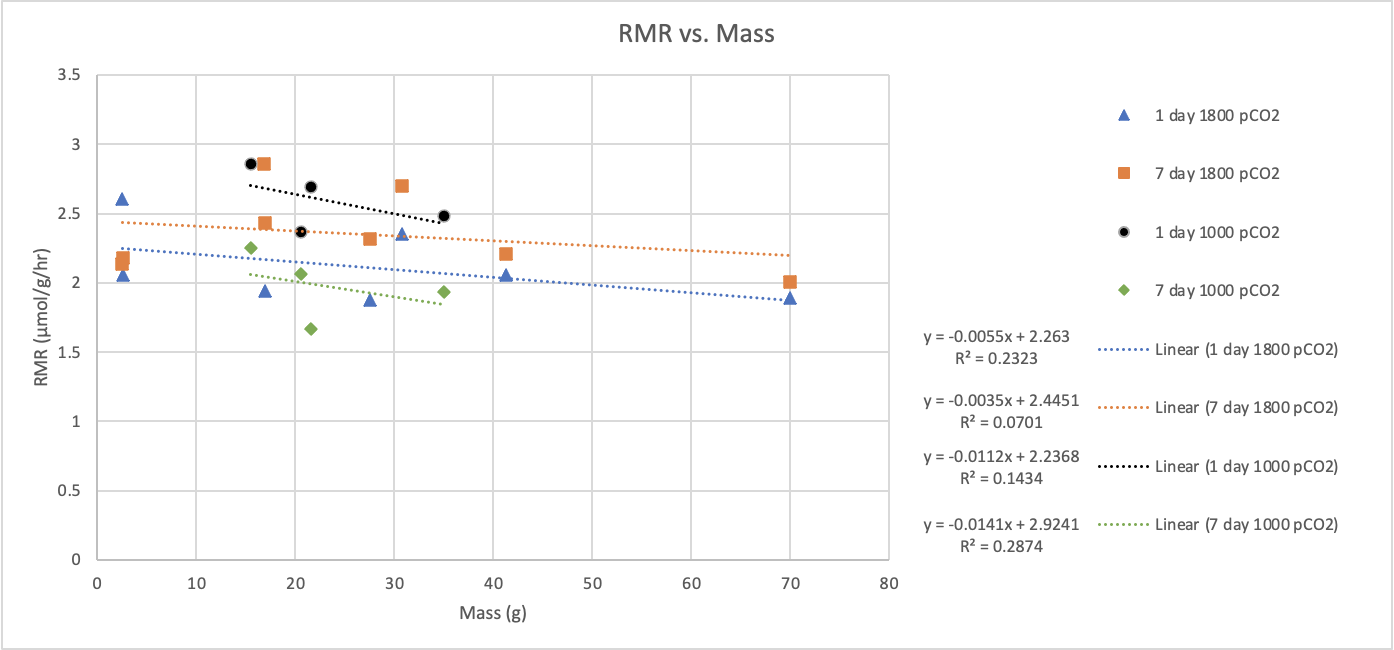 RMR vs. Mass
3.5
3
2.5
2
1.5
1
0.5
0
RMR (µmol/g/hr)
0 10 20 30 40 50 60 70 80
Mass (g)
1 day 1800 pCO2
7 day 1800 pCO2
1 day 1000 pCO2
7 day 1000 pCO2
y = -0.0055x + 2.263
R² = 0.2323
Linear (1 day 1800 pCO2)
y = -0.0035x + 2.4451
R² = 0.0701
Linear (7 day 1800 pCO2)
y = -0.0112x + 2.2368
R² = 0.1434
Linear (1 day 1000 pCO2)
y = -0.0141x + 2.9241
R² = 0.2874
Linear (7 day 1000 pCO2)